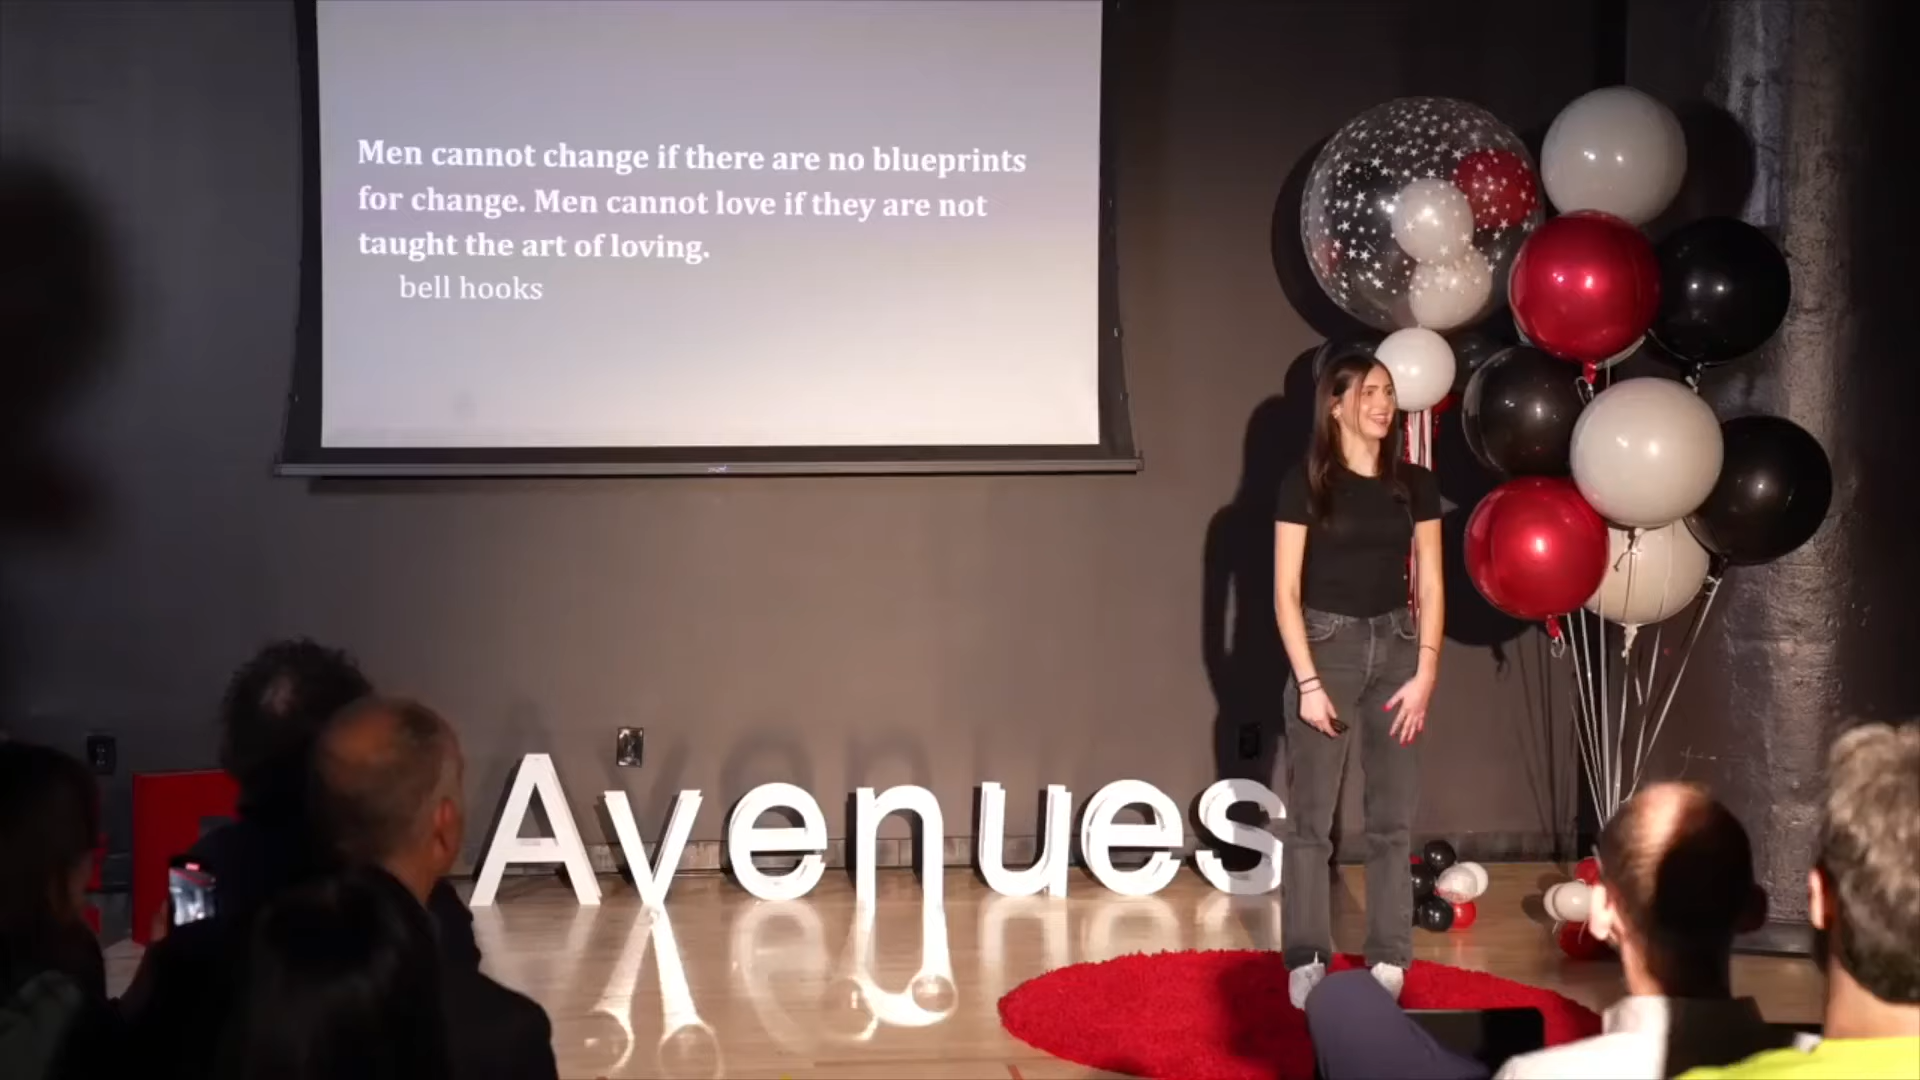 Men cannot change if there are no blueprints
for change. Men cannot love if they are not
taught the art of loving.
bell hooks
Avenues